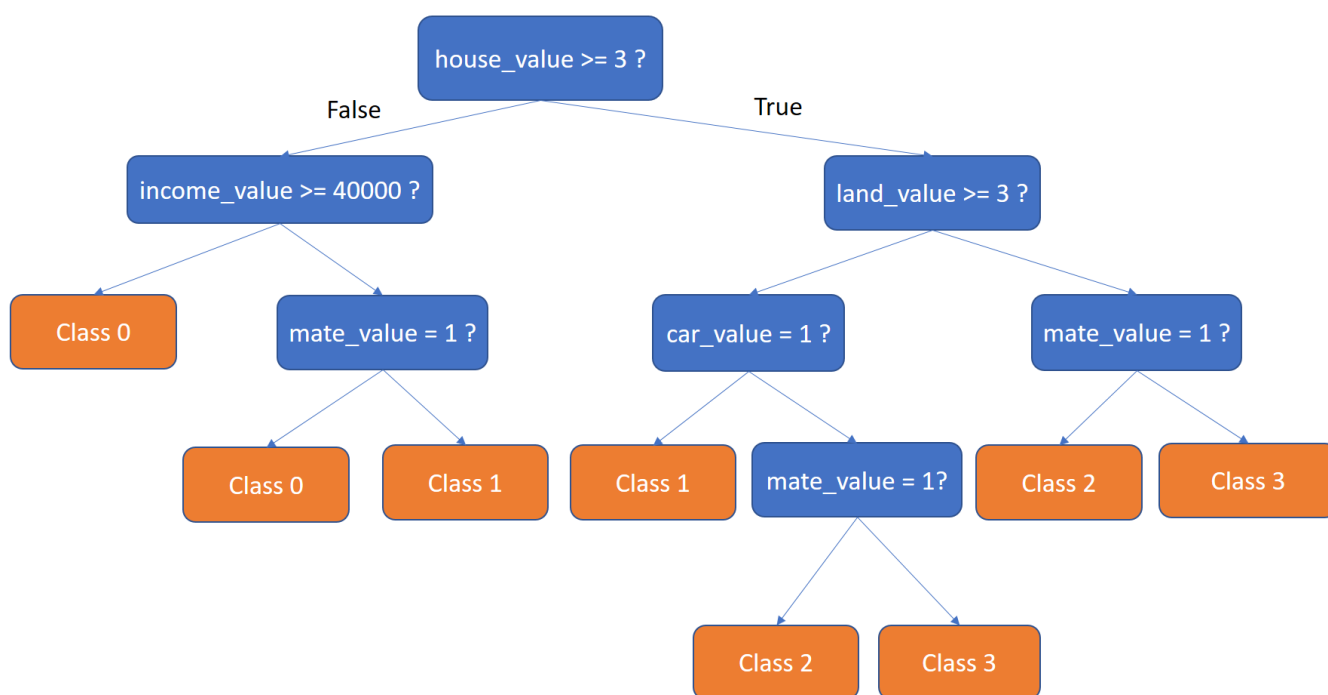 house_value >= 3 ?
False
True
income_value >= 40000 ?
land_value >= 3 ?
Class 0
mate_value = 1 ?
car_value = 1 ?
mate_value = 1 ?
Class 0
Class 1
Class 1
mate_value = 1?
Class 2
Class 3
Class 2
Class 3